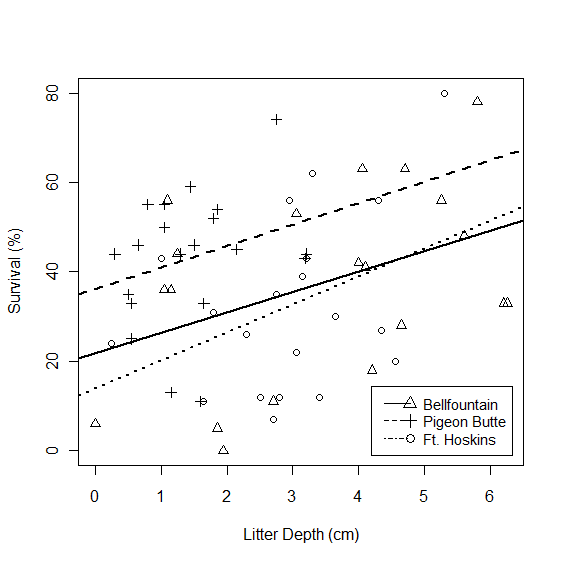 80
60
40
20
0
Survival (%)
0 1 2 3 4 5 6
Litter Depth (cm)
Bellfountain
Pigeon Butte
Ft. Hoskins